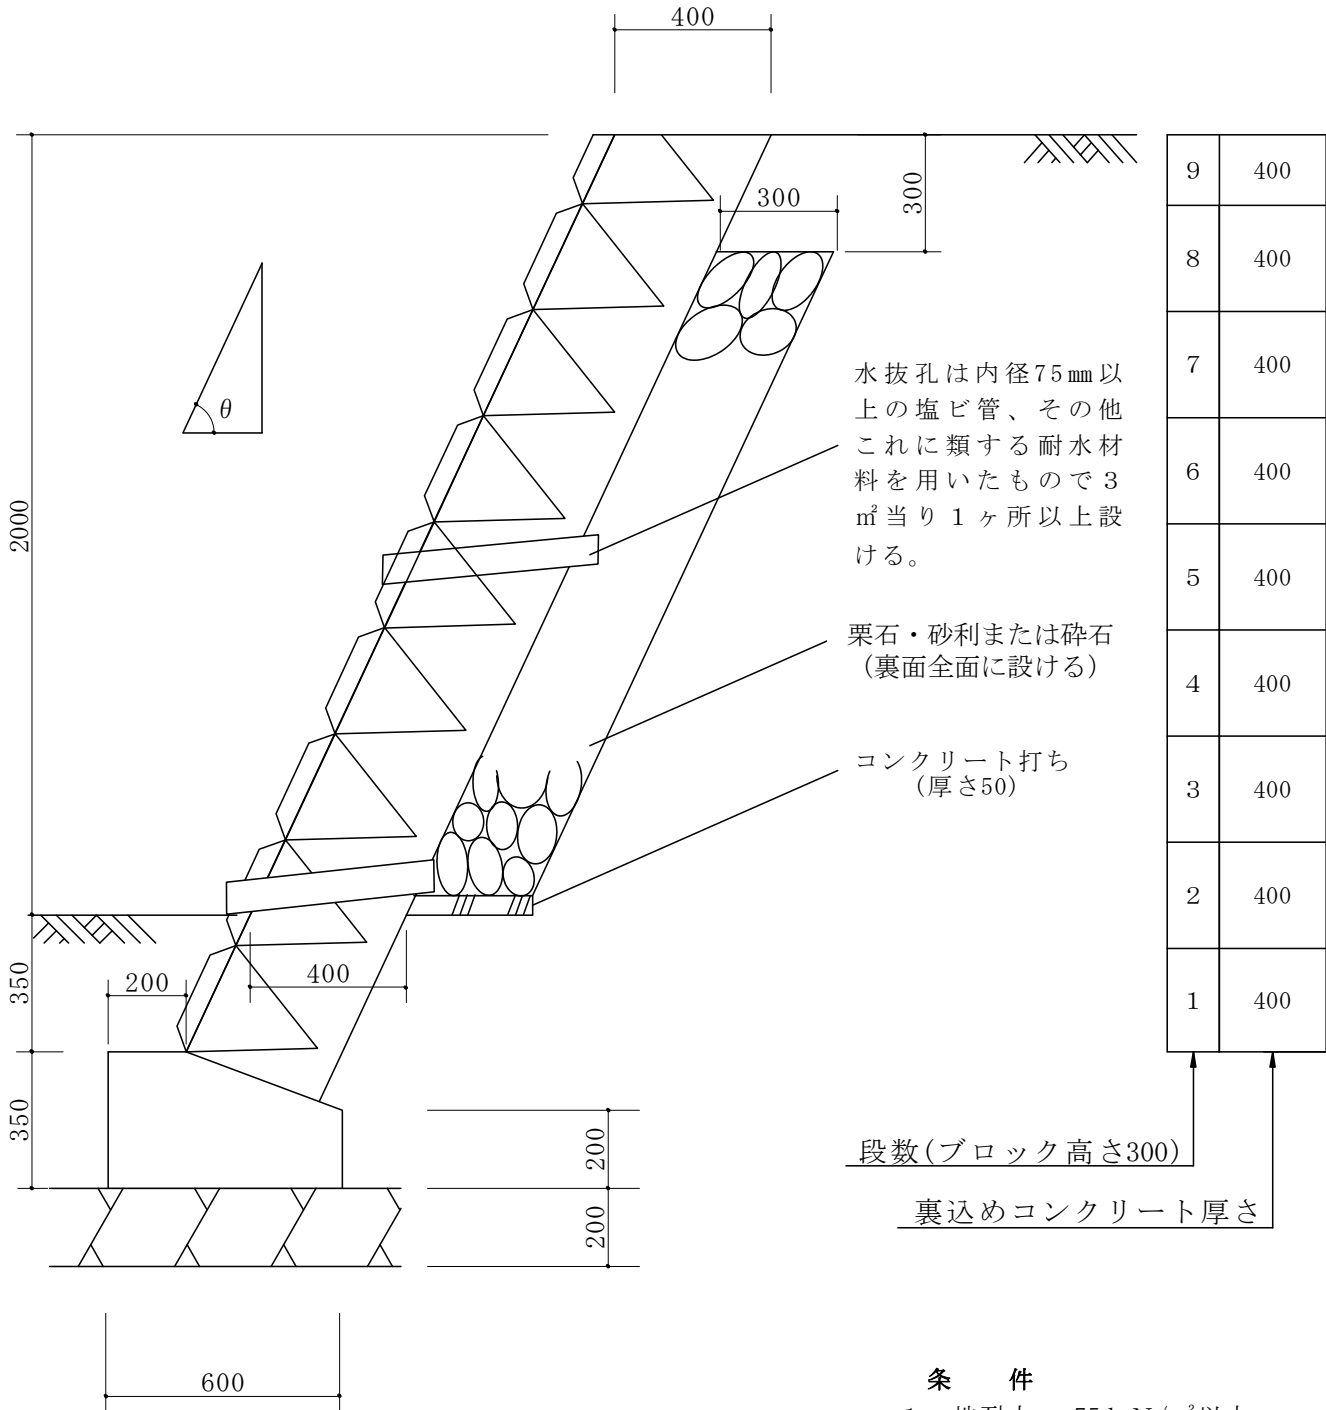 400
300
300
水抜孔は内径75㎜以
上の塩ビ管、その他
これに類する耐水材
料を用いたもので３
㎡当り１ヶ所以上設
ける。
栗石・砂利または砕石
（裏面全面に設ける）
コンクリート打ち
（厚さ50）
θ
2000
350
350
200
400
200
200
600
9 400
8 400
7 400
6 400
5 400
4 400
3 400
2 400
1 400
段数(ブロック高さ300)
裏込めコンクリート厚さ
条　件